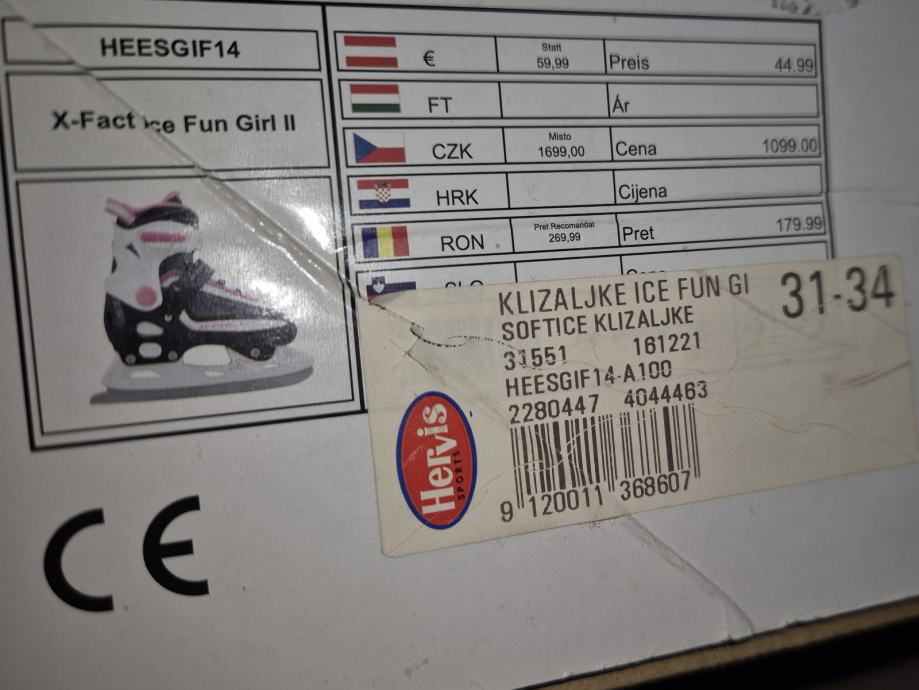 HEESGIF14
X-Fact Ice Fun Girl II
€ Statt 59,99 Preis 44.99
FT Ár
CZK Misto 1699,00 Cena 1099.00
HRK Cijena
RON Pret Recomandat 269,99 Pret 179.99
SLO
KLIZALJKE ICE FUN GI 31-34
SOFTICE KLIZALJKE
31551 161221
HEESGIF14-A100
2280447 4044463
9 120011 368607
Hervis
SPORTS
CE